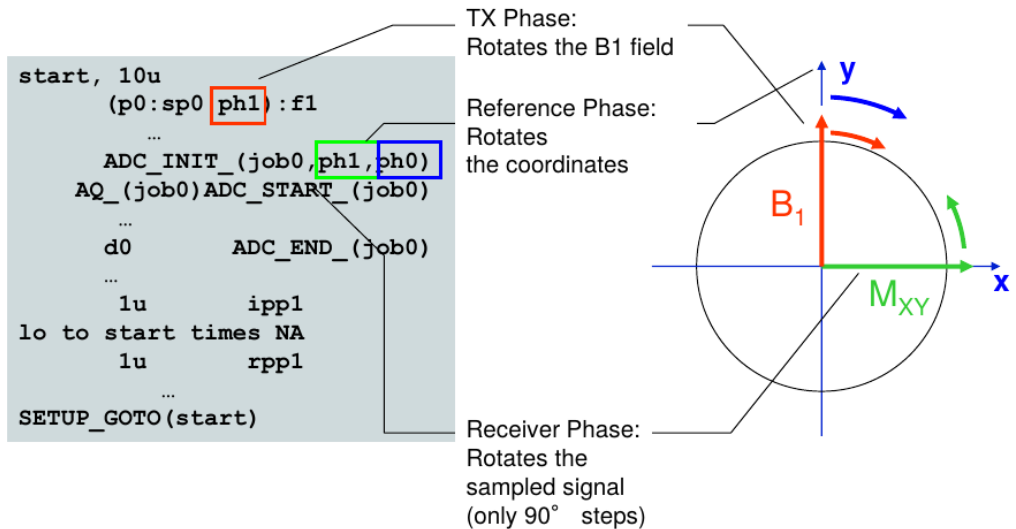 start, 10u
(p0:sp0 ph1):f1
…
ADC_INIT_(job0,ph1,ph0)
AQ_(job0)ADC_START_(job0)
…
d0 ADC_END_(job0)
…
1u ipp1
lo to start times NA
1u rpp1
…
SETUP_GOTO(start)
TX Phase:
Rotates the B1 field
Reference Phase:
Rotates
the coordinates
Receiver Phase:
Rotates the
sampled signal
(only 90° steps)
y
B1
x
MXY